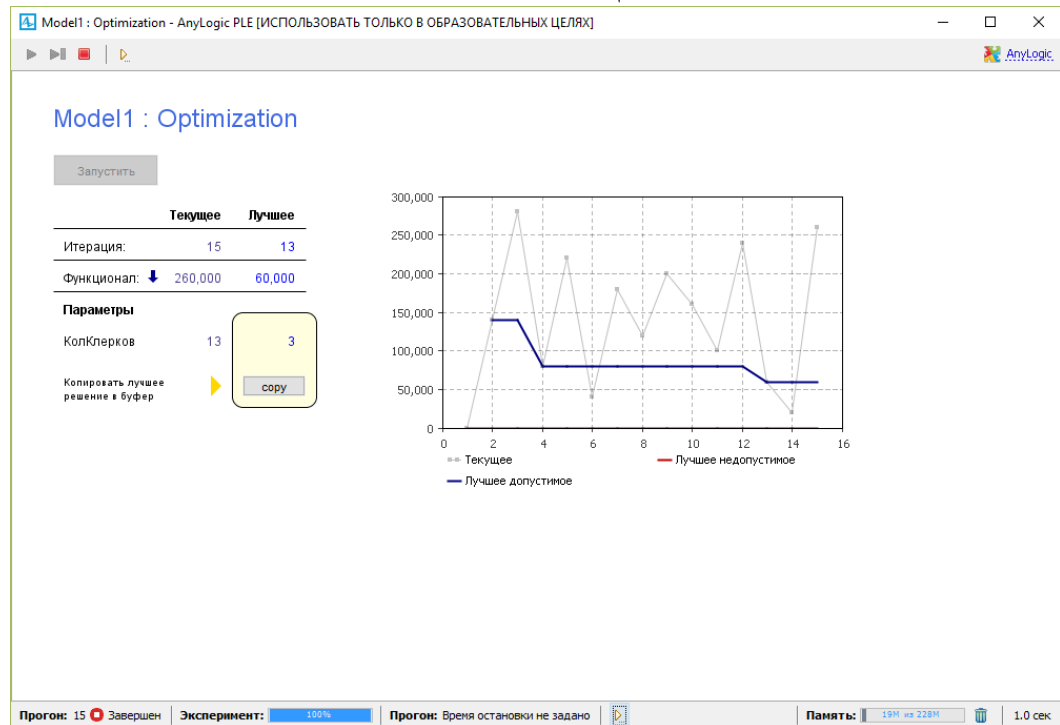 Model1 : Optimization - AnyLogic PLE [ИСПОЛЬЗОВАТЬ ТОЛЬКО В ОБРАЗОВАТЕЛЬНЫХ ЦЕЛЯХ]
AnyLogic
Model1 : Optimization
Запустить
Текущее Лучшее
Итерация: 15 13
Функционал: 260,000 60,000
Параметры
КолКлерков 13 3
Копировать лучшее
решение в буфер
copy
300,000
250,000
200,000
150,000
100,000
50,000
0
0 2 4 6 8 10 12 14 16
Текущее Лучшее недопустимое
Лучшее допустимое
Прогон: 15 Завершен Эксперимент: 100% Прогон: Время остановки не задано Память: 19M из 228M 1.0 сек